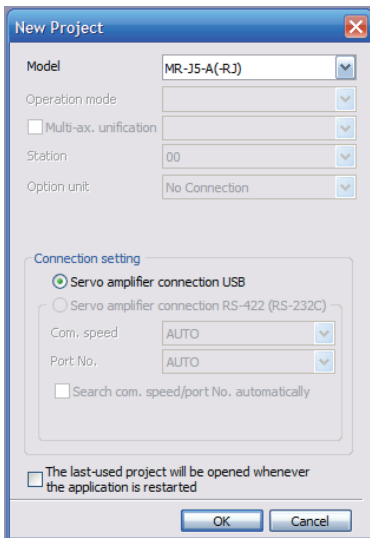 New Project
Model MR-J5-A(-RJ)
Operation mode
Multi-ax. unification
Station 00
Option unit No Connection
Connection setting
Servo amplifier connection USB
Servo amplifier connection RS-422 (RS-232C)
Com. speed AUTO
Port No. AUTO
Search com. speed/port No. automatically
The last-used project will be opened whenever
the application is restarted
OK Cancel